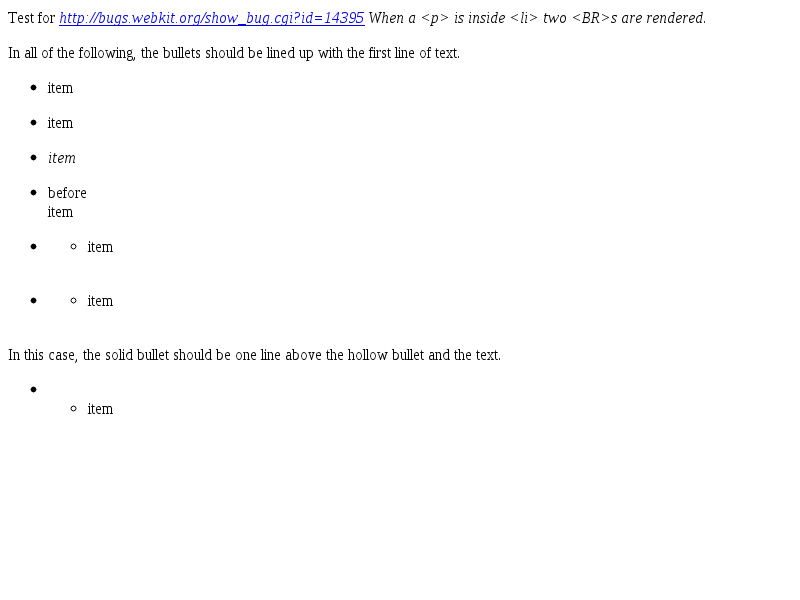 Test for http://bugs.webkit.org/show_bug.cgi?id=14395 When a <p> is inside <li> two <BR>s are rendered.
In all of the following, the bullets should be lined up with the first line of text.
• item
• item
• item
• before
item
• ◦ item
• ◦ item
In this case, the solid bullet should be one line above the hollow bullet and the text.
•
◦ item